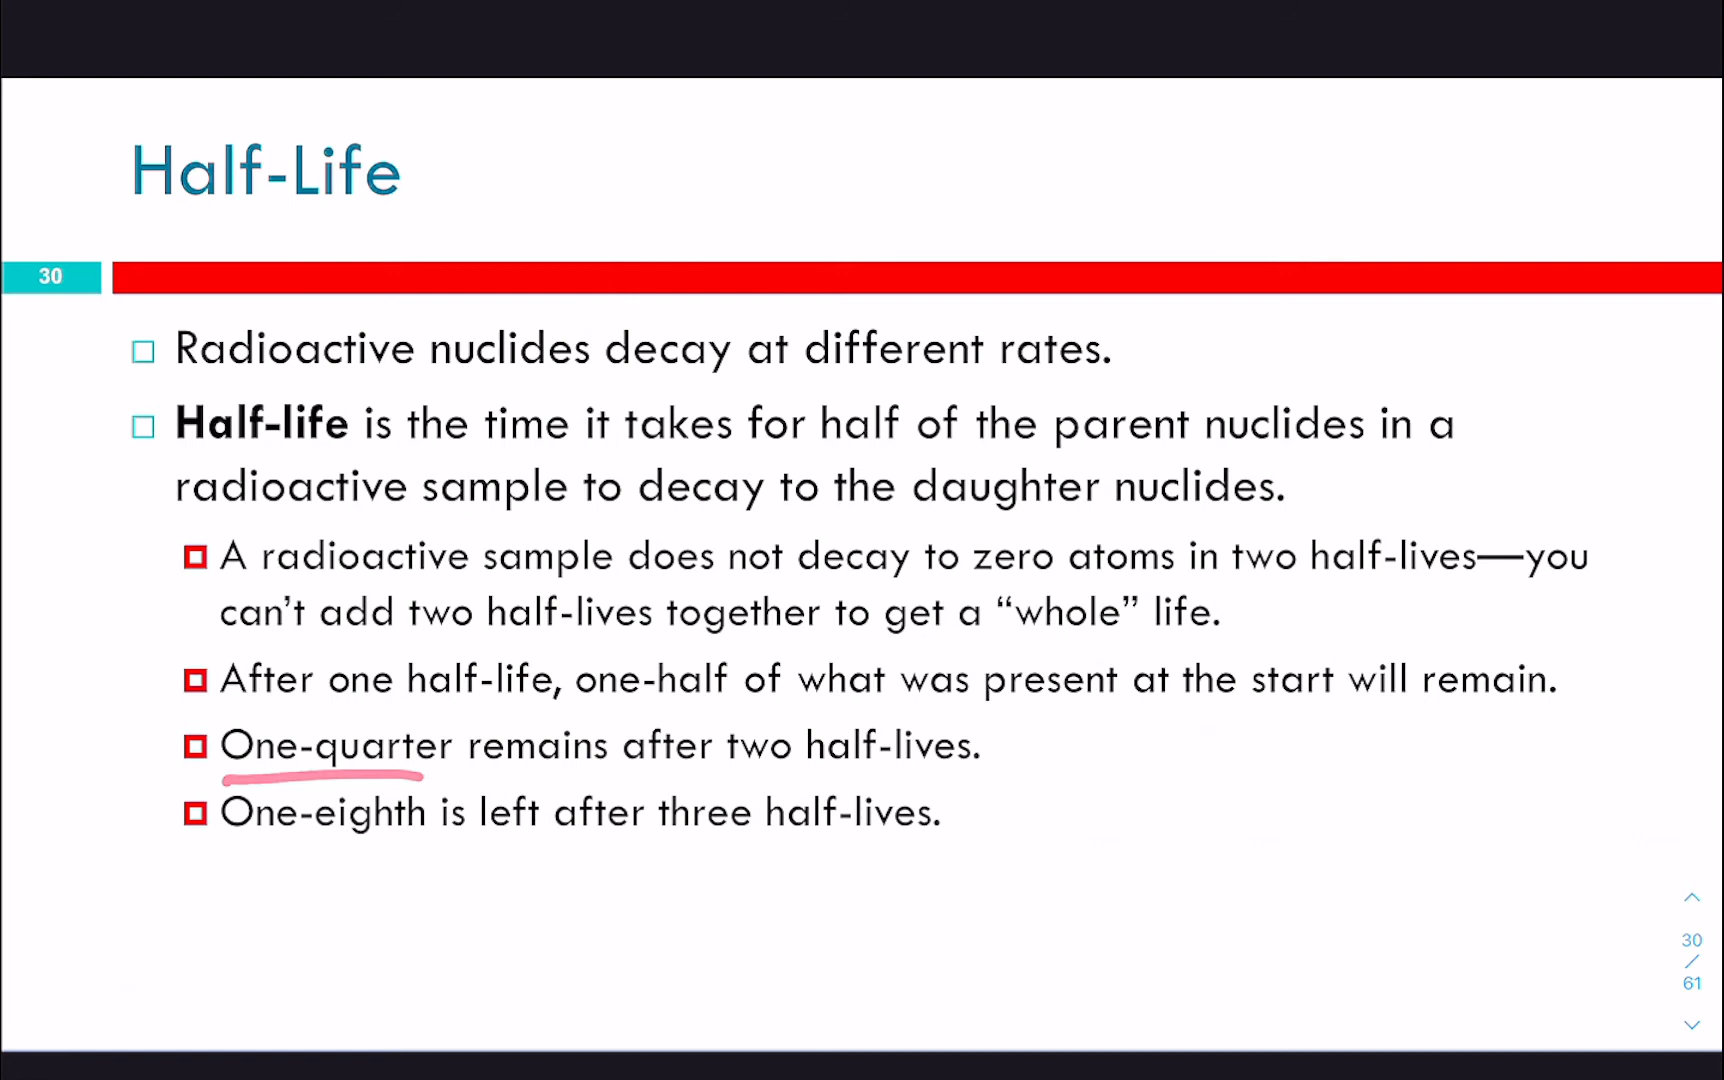 Half-Life
30
Radioactive nuclides decay at different rates.
Half-life is the time it takes for half of the parent nuclides in a
radioactive sample to decay to the daughter nuclides.
A radioactive sample does not decay to zero atoms in two half-lives—you
can’t add two half-lives together to get a “whole” life.
After one half-life, one-half of what was present at the start will remain.
One-quarter remains after two half-lives.
One-eighth is left after three half-lives.
30
/
61